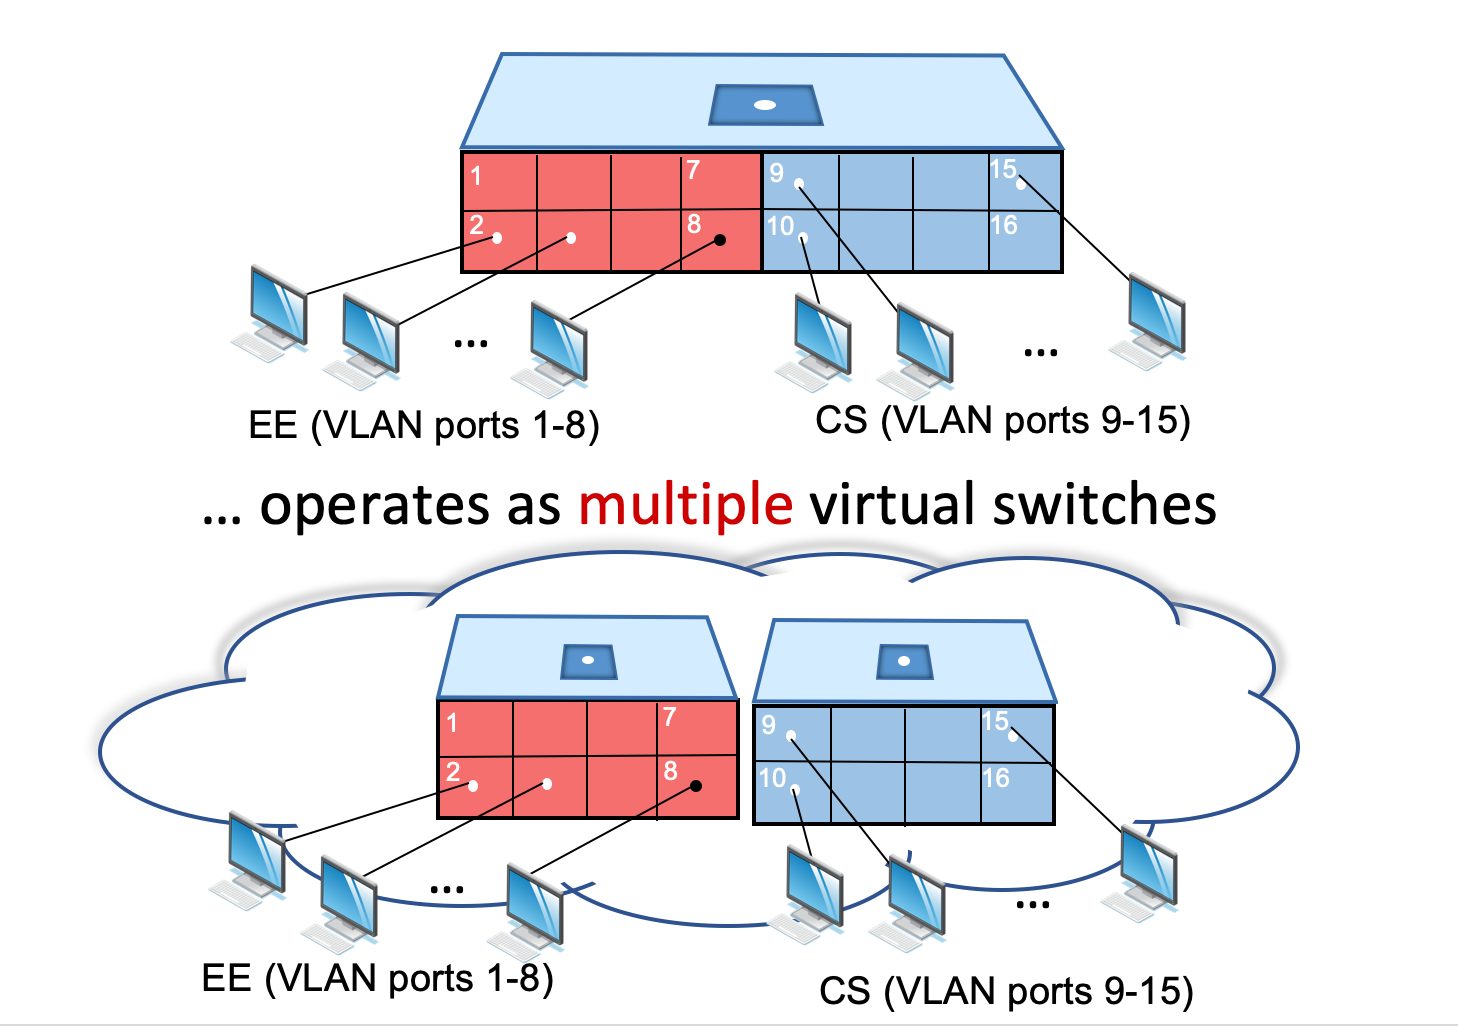 1 7 9 15
2 8 10 16
...
...
EE (VLAN ports 1-8)
CS (VLAN ports 9-15)
... operates as multiple virtual switches
1 7 9 15
2 8 10 16
...
...
EE (VLAN ports 1-8)
CS (VLAN ports 9-15)